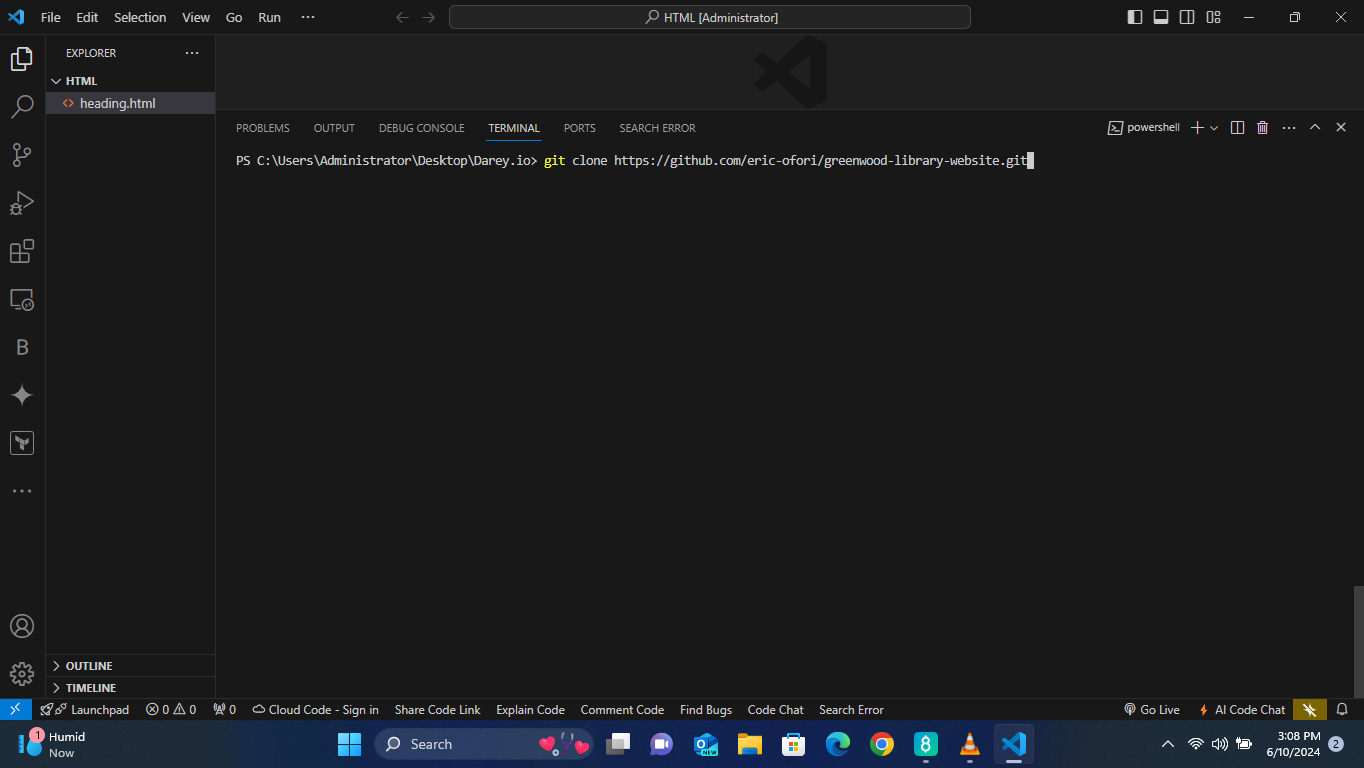 File Edit Selection View Go Run ··· HTML [Administrator]
EXPLORER ···
HTML
heading.html
PROBLEMS OUTPUT DEBUG CONSOLE TERMINAL PORTS SEARCH ERROR powershell
PS C:\Users\Administrator\Desktop\Darey.io> git clone https://github.com/eric-ofori/greenwood-library-website.git
B
OUTLINE
TIMELINE
Launchpad 0 0 0 Cloud Code - Sign in Share Code Link Explain Code Comment Code Find Bugs Code Chat Search Error Go Live AI Code Chat
1 Humid
Now
Search
NEW
8
3:08 PM
6/10/2024
2